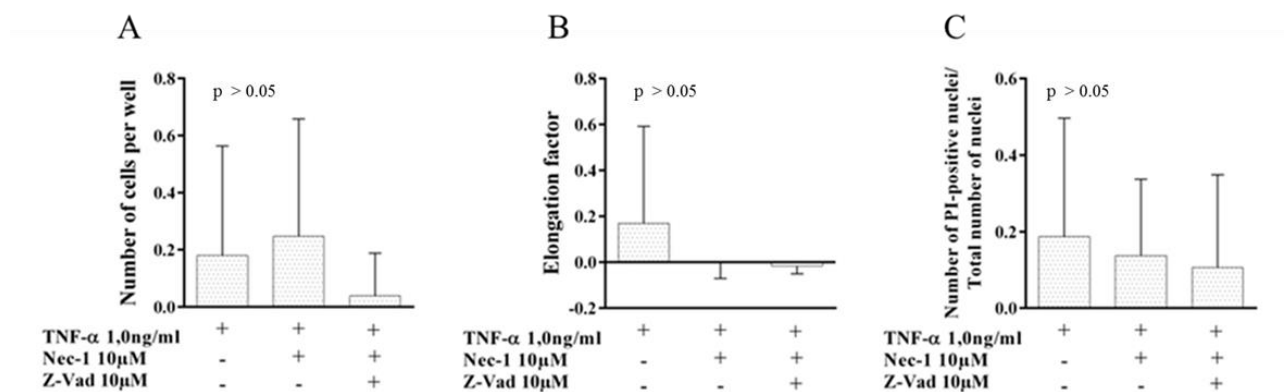 A
Number of cells per well
0.8
0.6
0.4
0.2
0.0
p > 0.05
TNF-α 1,0ng/ml + + +
Nec-1 10µM - + +
Z-Vad 10µM - - +
B
Elongation factor
0.8
0.6
0.4
0.2
0.0
-0.2
p > 0.05
TNF-α 1,0ng/ml + + +
Nec-1 10µM - + +
Z-Vad 10µM - - +
C
Number of PI-positive nuclei/
Total number of nuclei
0.6
0.4
0.2
0.0
p > 0.05
TNF-α 1,0ng/ml + + +
Nec-1 10µM - + +
Z-Vad 10µM - - +